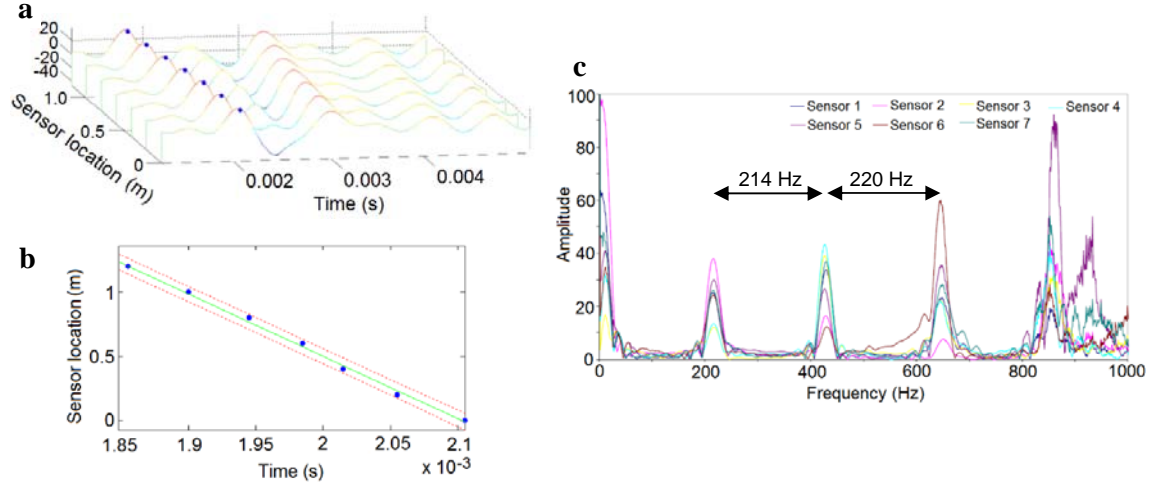 a
20
0
-20
-40
1.0
0.5
0
Sensor location (m)
0.002
0.003
0.004
Time (s)
b
1
0.5
0
Sensor location (m)
1.85
1.9
1.95
2
2.05
2.1
x 10⁻³
Time (s)
c
100
80
60
40
20
0
Amplitude
Sensor 1
Sensor 2
Sensor 3
Sensor 4
Sensor 5
Sensor 6
Sensor 7
214 Hz
220 Hz
0
200
400
600
800
1000
Frequency (Hz)